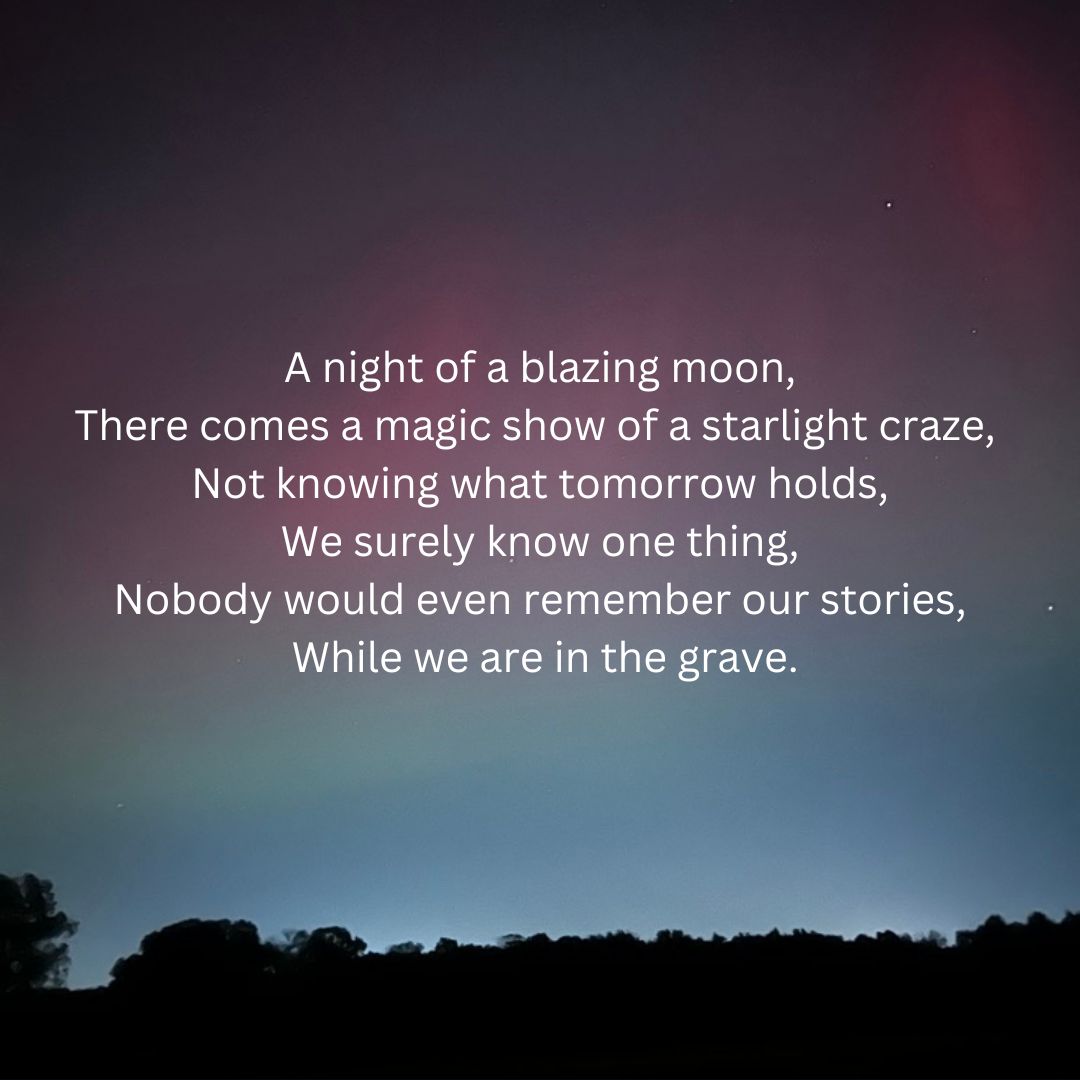 A night of a blazing moon,
There comes a magic show of a starlight craze,
Not knowing what tomorrow holds,
We surely know one thing,
Nobody would even remember our stories,
While we are in the grave.